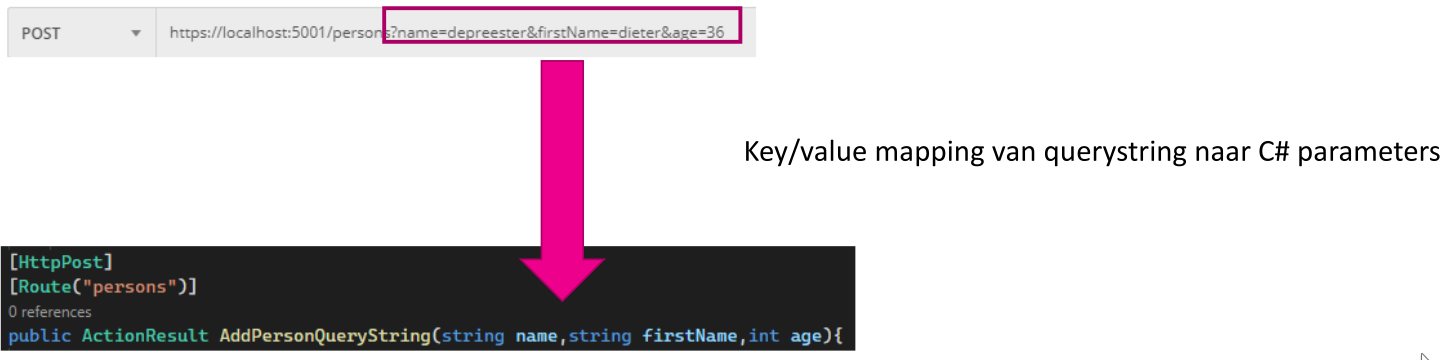 POST https://localhost:5001/persons?name=depreester&firstName=dieter&age=36
Key/value mapping van querystring naar C# parameters
[HttpPost]
[Route("persons")]
0 references
public ActionResult AddPersonQueryString(string name,string firstName,int age){